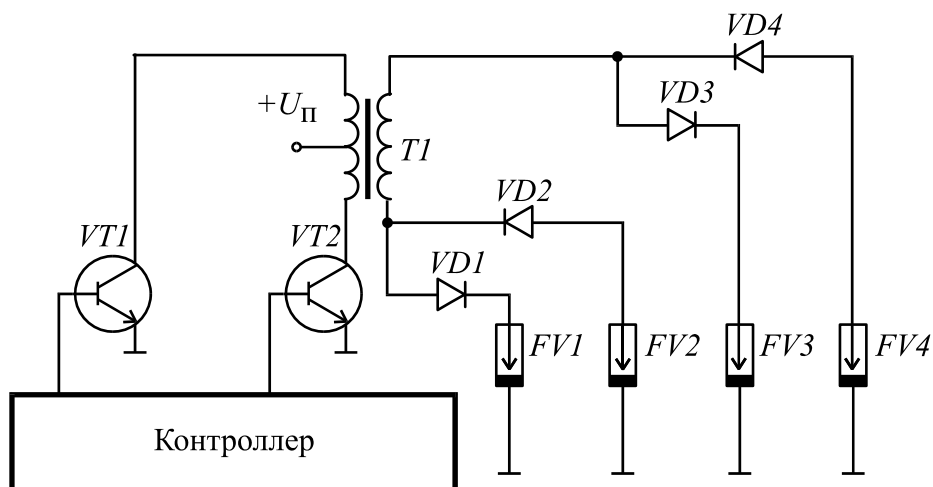 VD4
+Uп
VD3
T1
VD2
VT1
VT2
VD1
FV1
FV2
FV3
FV4
Контроллер